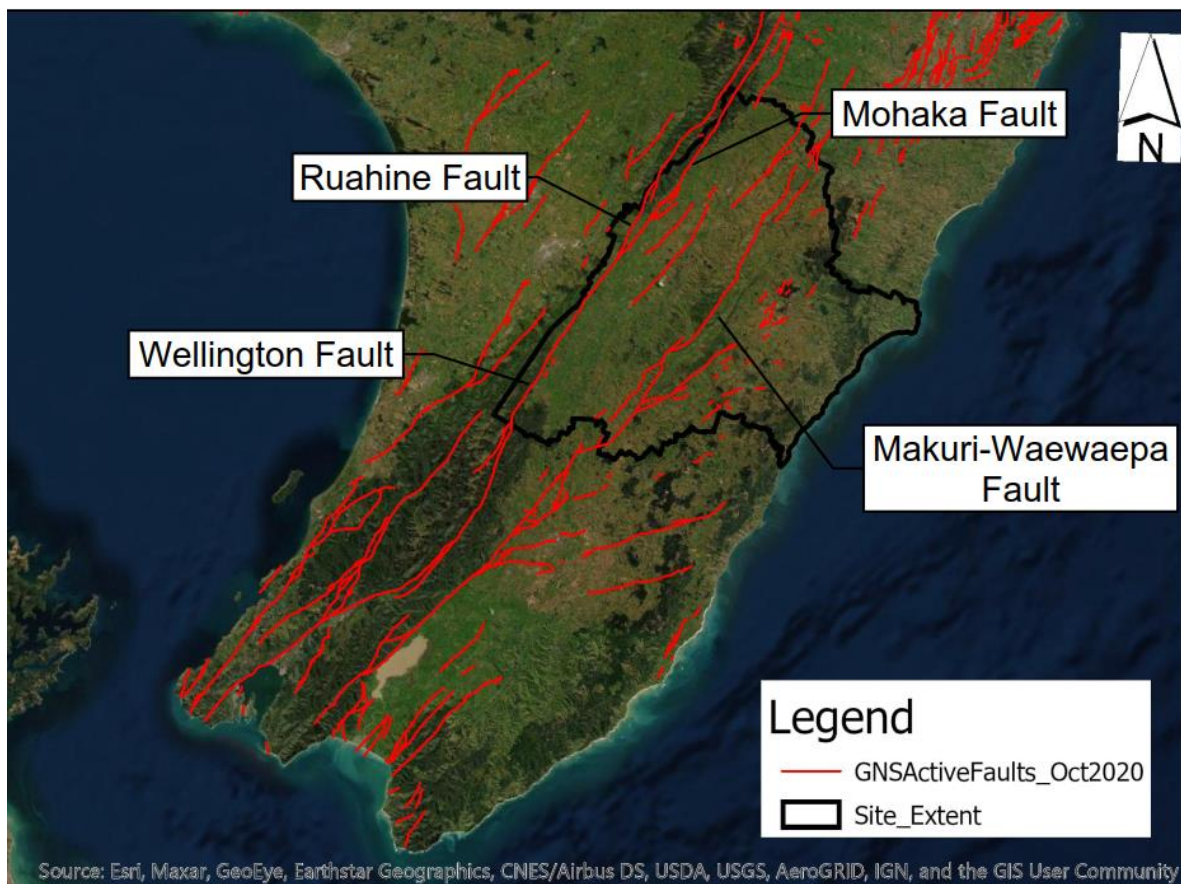 Mohaka Fault
Ruahine Fault
N
Wellington Fault
Makuri-Waewaepa
Fault
Legend
GNSActiveFaults_Oct2020
Site_Extent
Source: Esri, Maxar, GeoEye, Earthstar Geographics, CNES/Airbus DS, USDA, USGS, AeroGRID, IGN, and the GIS User Community